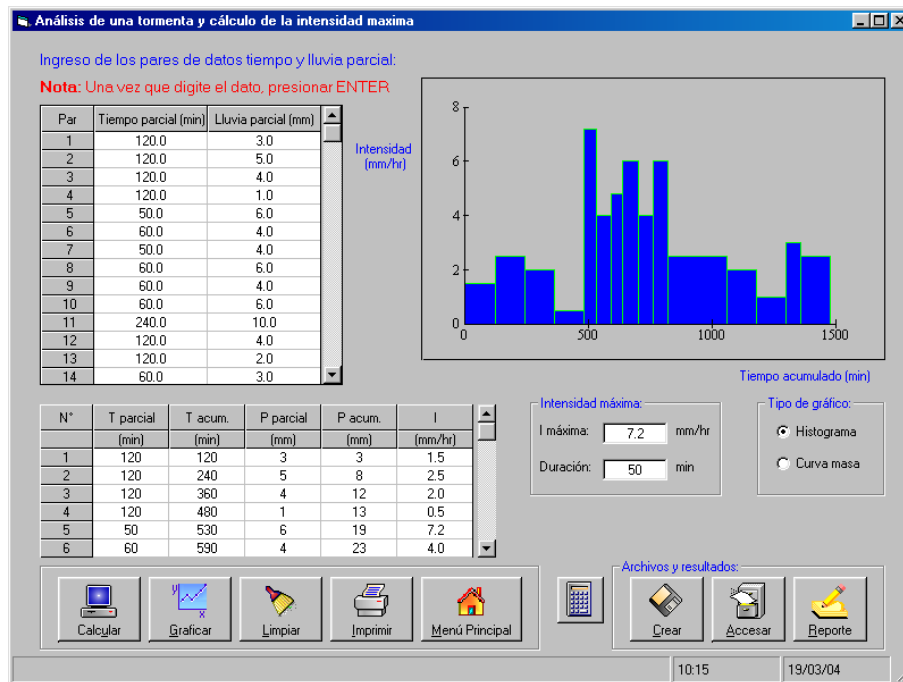 Análisis de una tormenta y cálculo de la intensidad maxima
Ingreso de los pares de datos tiempo y lluvia parcial:
Nota: Una vez que digite el dato, presionar ENTER
Par Tiempo parcial (min) Lluvia parcial (mm)
1 120.0 3.0
2 120.0 5.0
3 120.0 4.0
4 120.0 1.0
5 50.0 6.0
6 60.0 4.0
7 50.0 4.0
8 60.0 6.0
9 60.0 4.0
10 60.0 6.0
11 240.0 10.0
12 120.0 4.0
13 120.0 2.0
14 60.0 3.0
Intensidad
(mm/hr)
8
6
4
2
0
0 500 1000 1500
Tiempo acumulado (min)
N° T parcial T acum. P parcial P acum. I
(min) (min) (mm) (mm) (mm/hr)
1 120 120 3 3 1.5
2 120 240 5 8 2.5
3 120 360 4 12 2.0
4 120 480 1 13 0.5
5 50 530 6 19 7.2
6 60 590 4 23 4.0
Intensidad máxima:
I máxima: 7.2 mm/hr
Duración: 50 min
Tipo de gráfico:
Histograma
Curva masa
Archivos y resultados:
y
x
Calcular Graficar Limpiar Imprimir Menú Principal Crear Accesar Reporte
10:15 19/03/04